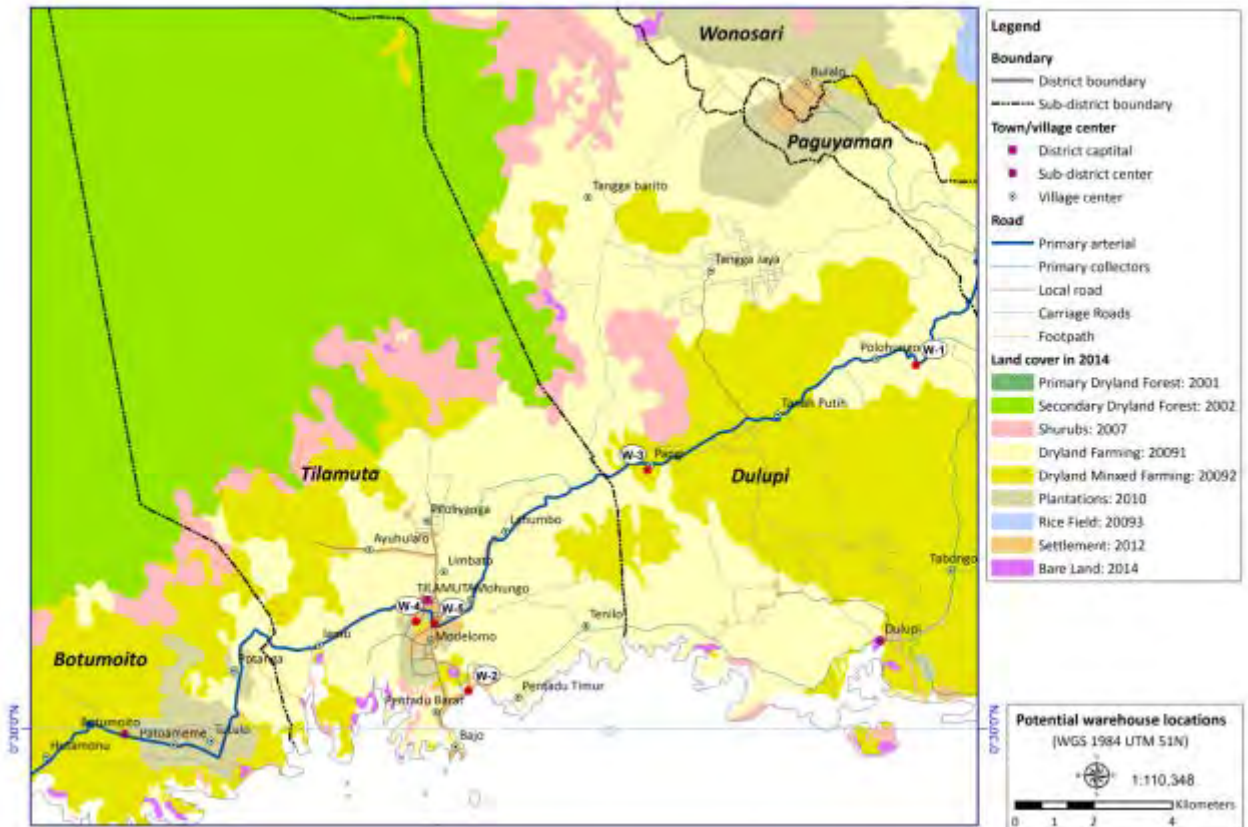 Wonosari
Bulalo
Paguyaman
Tangga barito
Tangga Jaya
Polohungo
W-1
Tanah Putih
W-3
Tilamuta
Dulupi
Lahumbo
Ayuhulalo
Limbato
TILAMUTA
Mohungo
Tabongo
W-4
W-5
Tenilo
Modelomo
Dulupi
Botumoito
Potanga
W-2
Pentadu Timur
Pentadu Barat
Botumoito
Patoameme
Bajo
Hutamonu
0°30'0"N
0°30'0"N
Legend
Boundary
District boundary
Sub-district boundary
Town/village center
District captital
Sub-district center
Village center
Road
Primary arterial
Primary collectors
Local road
Carriage Roads
Footpath
Land cover in 2014
Primary Dryland Forest: 2001
Secondary Dryland Forest: 2002
Shurubs: 2007
Dryland Farming: 20091
Dryland Minxed Farming: 20092
Plantations: 2010
Rice Field: 20093
Settlement: 2012
Bare Land: 2014
Potential warehouse locations
(WGS 1984 UTM 51N)
1:110,348
Kilometers
0 1 2 4